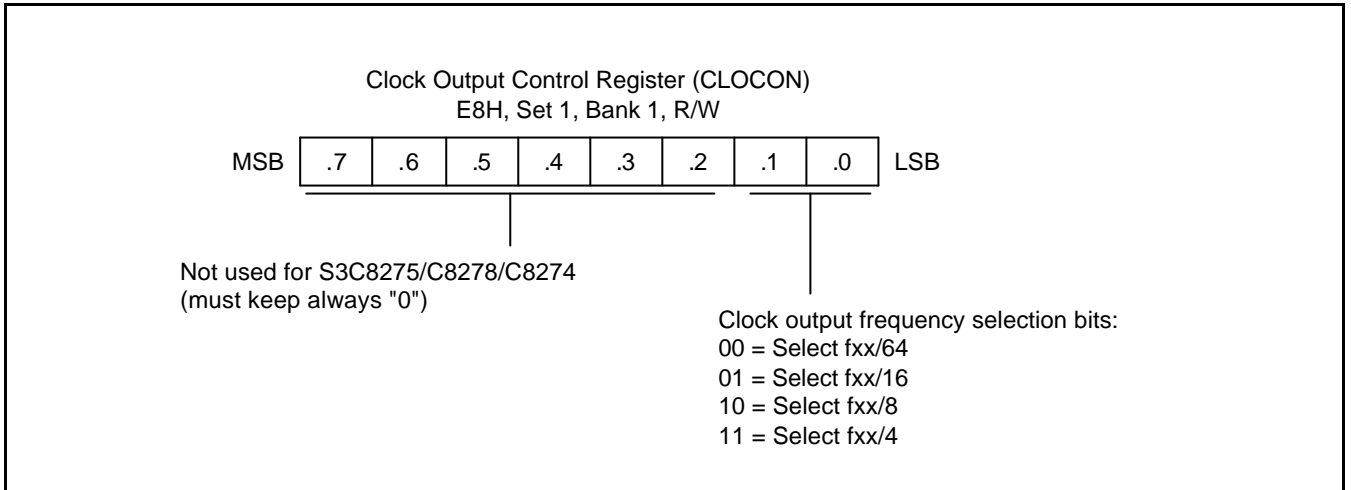 Clock Output Control Register (CLOCON)
E8H, Set 1, Bank 1, R/W
MSB .7 .6 .5 .4 .3 .2 .1 .0 LSB
Not used for S3C8275/C8278/C8274
(must keep always "0")
Clock output frequency selection bits:
00 = Select fxx/64
01 = Select fxx/16
10 = Select fxx/8
11 = Select fxx/4